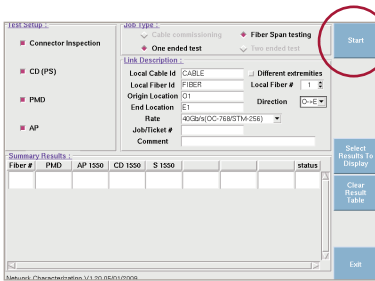 Test Setup :
Connector Inspection
CD (PS)
PMD
AP
Job Type :
Cable commissioning
Fiber Span testing
One ended test
Two ended test
Link Description :
Local Cable Id CABLE Different extremities
Local Fiber Id FIBER Local Fiber # 1
Origin Location O1
Direction O->E
End Location E1
Rate 40Gb/s(OC-768/STM-256)
Job/Ticket #
Comment
Summary Results :
Fiber # PMD AP 1550 CD 1550 S 1550 status
Network Characterization V1.20 05/01/2009
Start
Select
Results To
Display
Clear
Result
Table
Exit